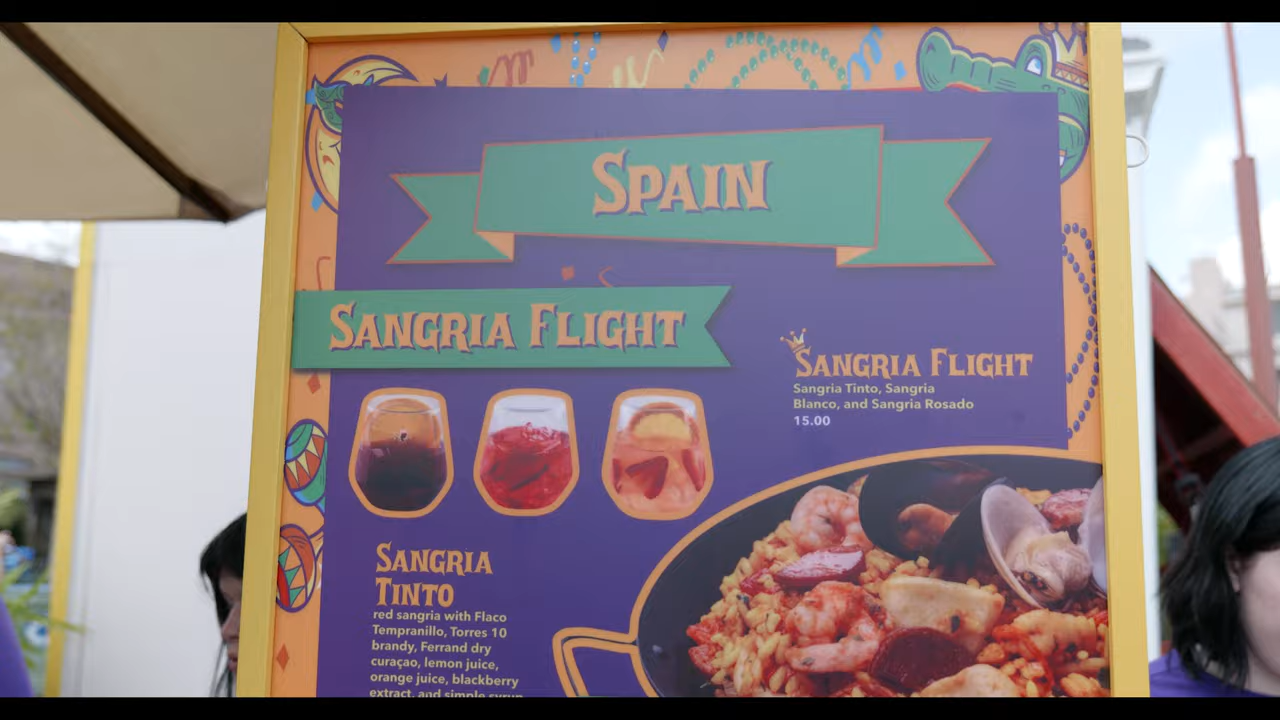 SPAIN
SANGRIA FLIGHT
SANGRIA FLIGHT
Sangria Tinto, Sangria
Blanco, and Sangria Rosado
15.00
SANGRIA
TINTO
red sangria with Flaco
Tempranillo, Torres 10
brandy, Ferrand dry
curaçao, lemon juice,
orange juice, blackberry
extract, and simple syrup